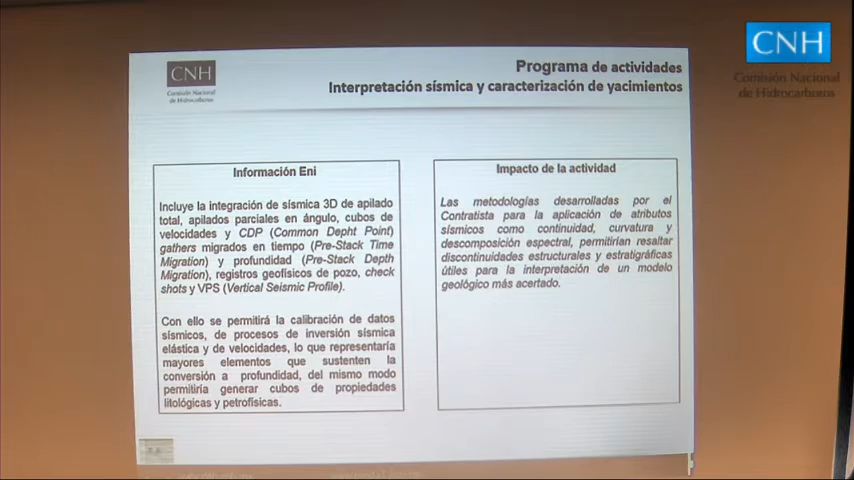 CNH
Comisión Nacional
de Hidrocarburos
CNH
Comisión Nacional
de Hidrocarburos
Programa de actividades
Interpretación sísmica y caracterización de yacimientos
Información Eni
Incluye la integración de sísmica 3D de apilado
total, apilados parciales en ángulo, cubos de
velocidades y CDP (Common Depht Point)
gathers migrados en tiempo (Pre-Stack Time
Migration) y profundidad (Pre-Stack Depth
Migration), registros geofísicos de pozo, check
shots y VPS (Vertical Seismic Profile).
Con ello se permitirá la calibración de datos
sísmicos, de procesos de inversión sísmica
elástica y de velocidades, lo que representaría
mayores elementos que sustenten la
conversión a profundidad, del mismo modo
permitiría generar cubos de propiedades
litológicas y petrofísicas.
Impacto de la actividad
Las metodologías desarrolladas por el
Contratista para la aplicación de atributos
sísmicos como continuidad, curvatura y
descomposición espectral, permitirían resaltar
discontinuidades estructurales y estratigráficas
útiles para la interpretación de un modelo
geológico más acertado.